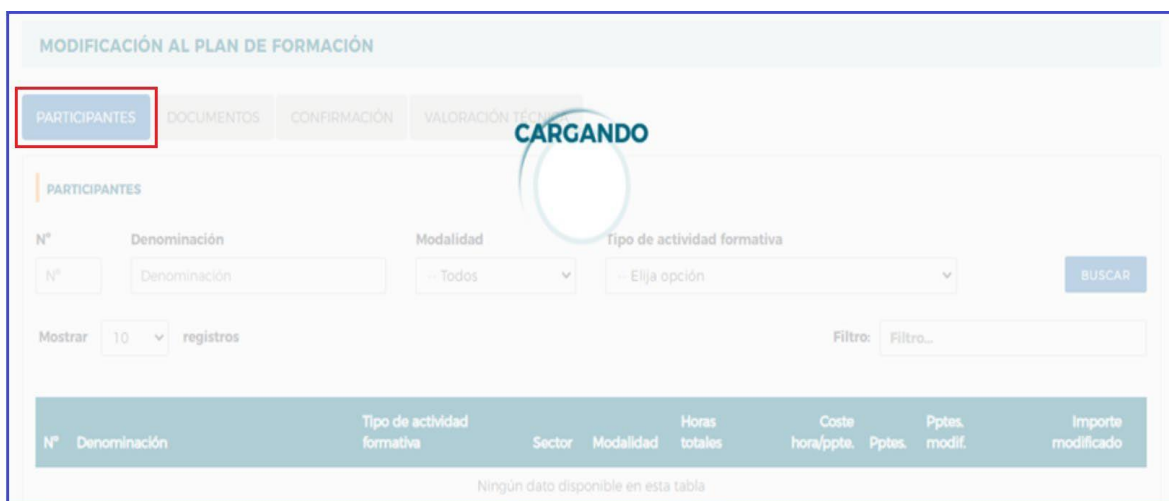 MODIFICACIÓN AL PLAN DE FORMACIÓN
PARTICIPANTES DOCUMENTOS CONFIRMACIÓN VALORACIÓN TÉCNICA
CARGANDO
PARTICIPANTES
N° Denominación Modalidad Tipo de actividad formativa
N° Denominación -- Todos -- Elija opción BUSCAR
Mostrar 10 registros Filtro: Filtro...
Tipo de actividad Horas Coste Pptes. Importe
N° Denominación formativa Sector Modalidad totales hora/ppte. Pptes. modif. modificado
Ningún dato disponible en esta tabla